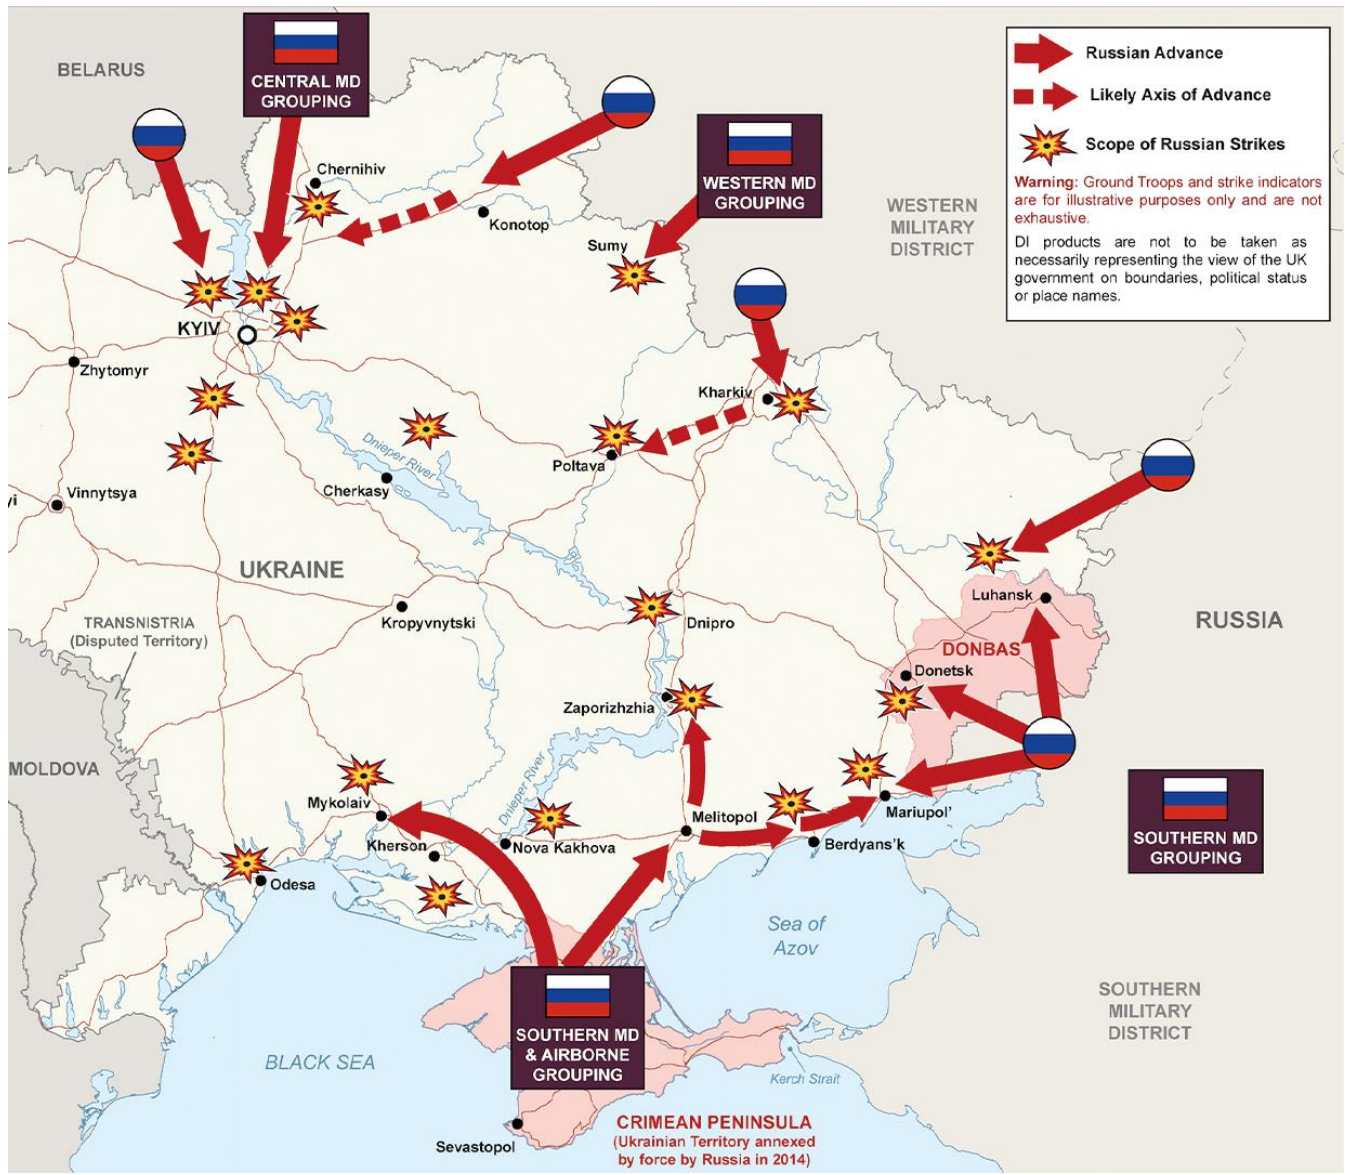 BELARUS
CENTRAL MD
GROUPING
Chernihiv
Konotop
WESTERN MD
GROUPING
Sumy
WESTERN
MILITARY
DISTRICT
Russian Advance
Likely Axis of Advance
Scope of Russian Strikes
Warning: Ground Troops and strike indicators
are for illustrative purposes only and are not
exhaustive.
DI products are not to be taken as
necessarily representing the view of the UK
government on boundaries, political status
or place names.
KYIV
Zhytomyr
Kharkiv
Dnieper River
Poltava
Cherkasy
yi
Vinnytsya
UKRAINE
Kropyvnytski
TRANSNISTRIA
(Disputed Territory)
Dnipro
Luhansk
DONBAS
Donetsk
RUSSIA
Zaporizhzhia
MOLDOVA
Dnieper River
Mykolaiv
Kherson
Nova Kakhova
Melitopol
Mariupol'
Berdyans'k
Odesa
SOUTHERN MD
GROUPING
Sea of
Azov
SOUTHERN
MILITARY
DISTRICT
BLACK SEA
SOUTHERN MD
& AIRBORNE
GROUPING
Kerch Strait
Sevastopol
CRIMEAN PENINSULA
(Ukrainian Territory annexed
by force by Russia in 2014)